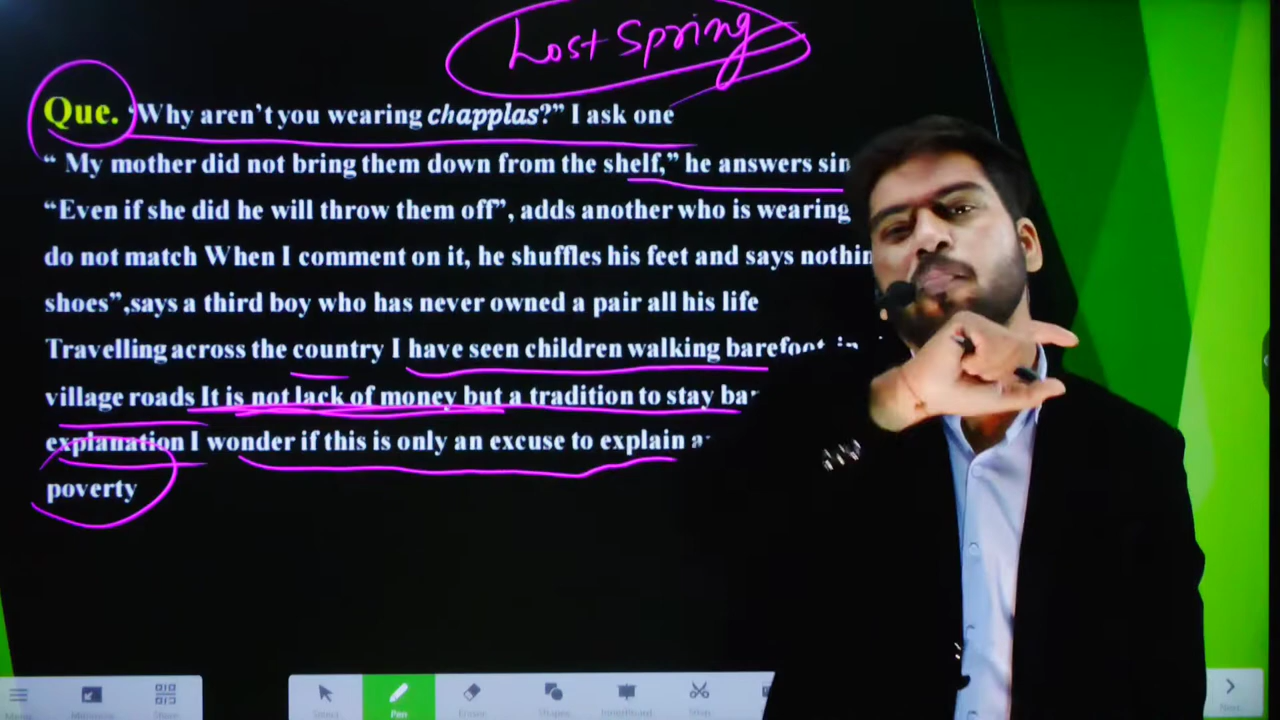 Lost Spring
Que. "Why aren't you wearing chapplas?" I ask one
" My mother did not bring them down from the shelf," he answers
"Even if she did he will throw them off", adds another who is wearing
do not match When I comment on it, he shuffles his feet and says
shoes",says a third boy who has never owned a pair all his life
Travelling across the country I have seen children walking barefoot in
village roads It is not lack of money but a tradition to stay
explanation I wonder if this is only an excuse to explain
poverty
Pen